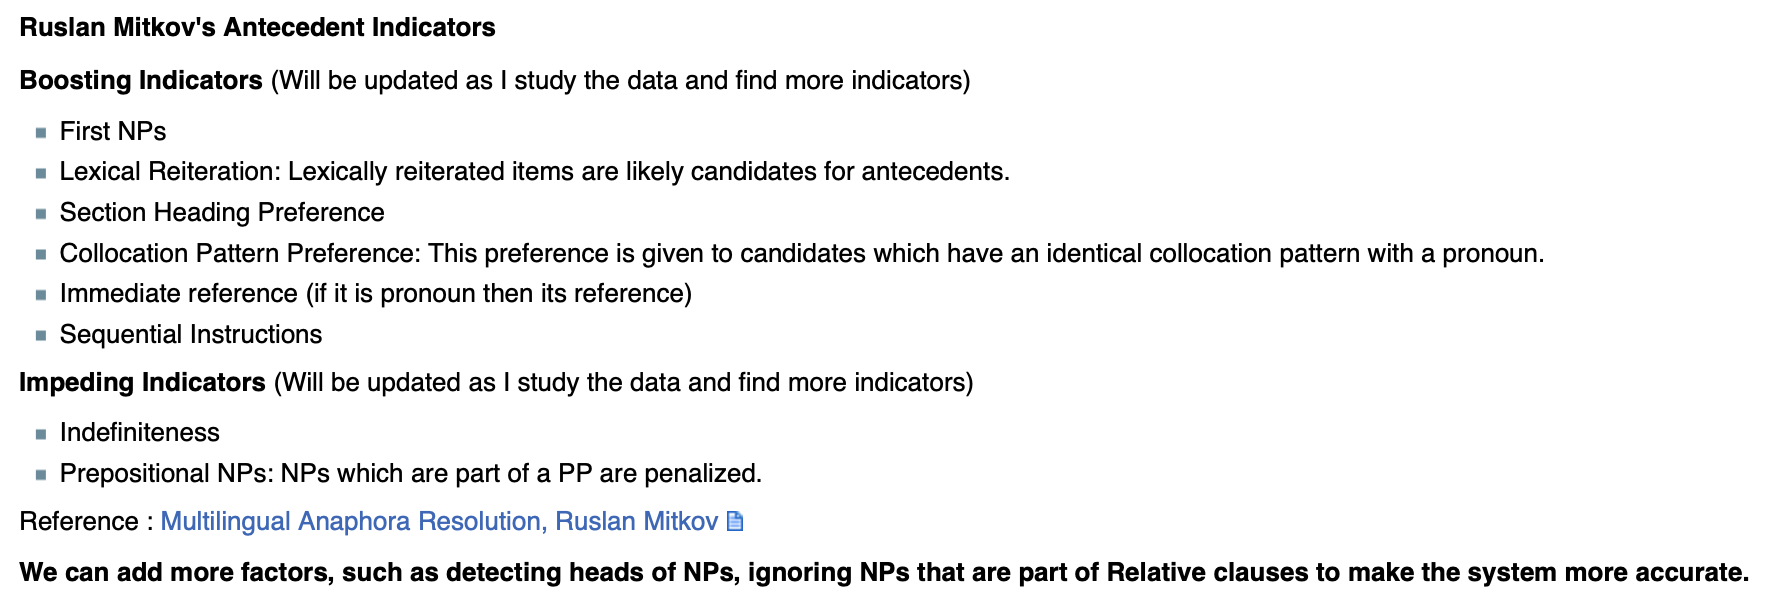 Ruslan Mitkov's Antecedent Indicators
Boosting Indicators (Will be updated as I study the data and find more indicators)
First NPs
Lexical Reiteration: Lexically reiterated items are likely candidates for antecedents.
Section Heading Preference
Collocation Pattern Preference: This preference is given to candidates which have an identical collocation pattern with a pronoun.
Immediate reference (if it is pronoun then its reference)
Sequential Instructions
Impeding Indicators (Will be updated as I study the data and find more indicators)
Indefiniteness
Prepositional NPs: NPs which are part of a PP are penalized.
Reference : Multilingual Anaphora Resolution, Ruslan Mitkov
We can add more factors, such as detecting heads of NPs, ignoring NPs that are part of Relative clauses to make the system more accurate.